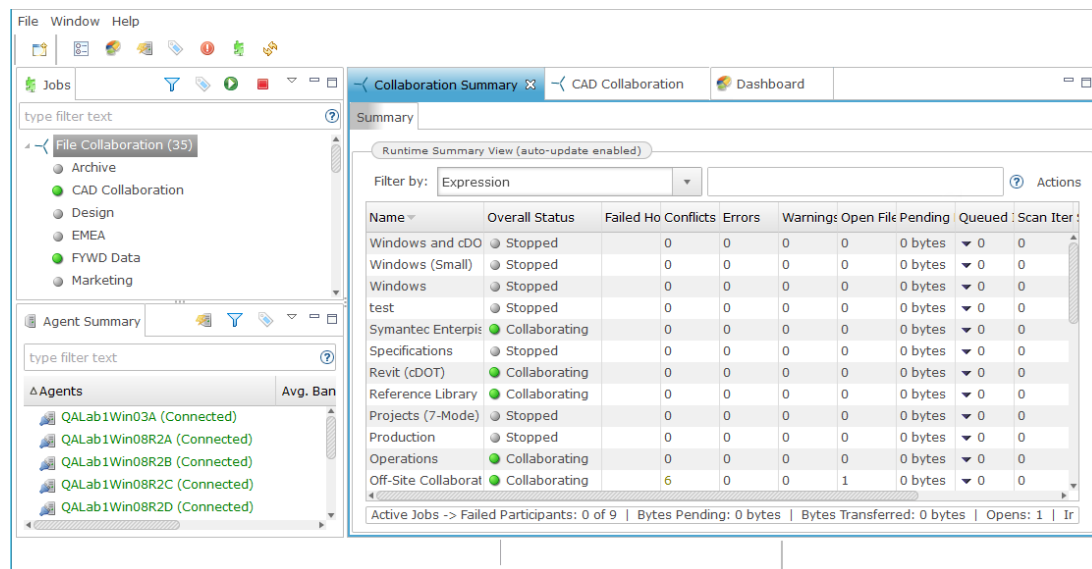 File Window Help
Jobs
type filter text
File Collaboration (35)
Archive
CAD Collaboration
Design
EMEA
FYWD Data
Marketing
Agent Summary
type filter text
Agents Avg. Ban
QALab1Win03A (Connected)
QALab1Win08R2A (Connected)
QALab1Win08R2B (Connected)
QALab1Win08R2C (Connected)
QALab1Win08R2D (Connected)
Collaboration Summary CAD Collaboration Dashboard
Summary
Runtime Summary View (auto-update enabled)
Filter by: Expression Actions
Name Overall Status Failed Ho Conflicts Errors Warnings Open File Pending Queued Scan Iter
Windows and cDO Stopped 0 0 0 0 0 bytes 0 0
Windows (Small) Stopped 0 0 0 0 0 bytes 0 0
Windows Stopped 0 0 0 0 0 bytes 0 0
test Stopped 0 0 0 0 0 bytes 0 0
Symantec Enterpis Collaborating 0 0 0 0 0 bytes 0 0
Specifications Stopped 0 0 0 0 0 bytes 0 0
Revit (cDOT) Collaborating 0 0 0 0 0 bytes 0 0
Reference Library Collaborating 0 0 0 0 0 bytes 0 0
Projects (7-Mode) Stopped 0 0 0 0 0 bytes 0 0
Production Stopped 0 0 0 0 0 bytes 0 0
Operations Collaborating 0 0 0 0 0 bytes 0 0
Off-Site Collaborat Collaborating 6 0 0 1 0 bytes 0 0
Active Jobs -> Failed Participants: 0 of 9 | Bytes Pending: 0 bytes | Bytes Transferred: 0 bytes | Opens: 1 | Ir